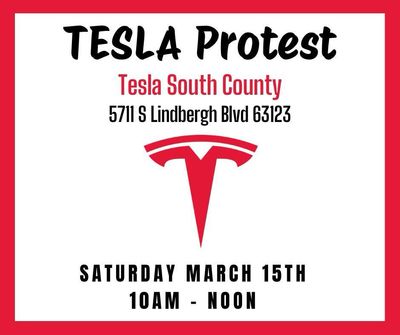 TESLA Protest
Tesla South County
5711 S Lindbergh Blvd 63123
SATURDAY MARCH 15TH
10AM - NOON